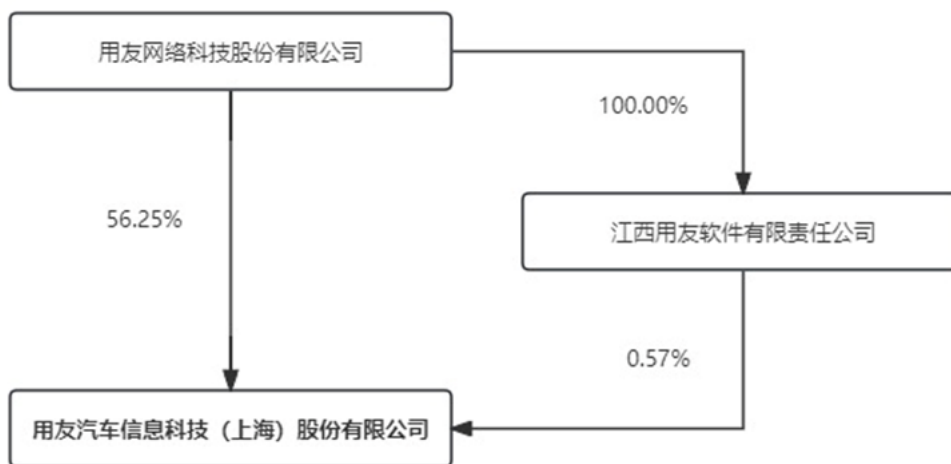 用友网络科技股份有限公司
100.00%
56.25%
江西用友软件有限责任公司
0.57%
用友汽车信息科技（上海）股份有限公司